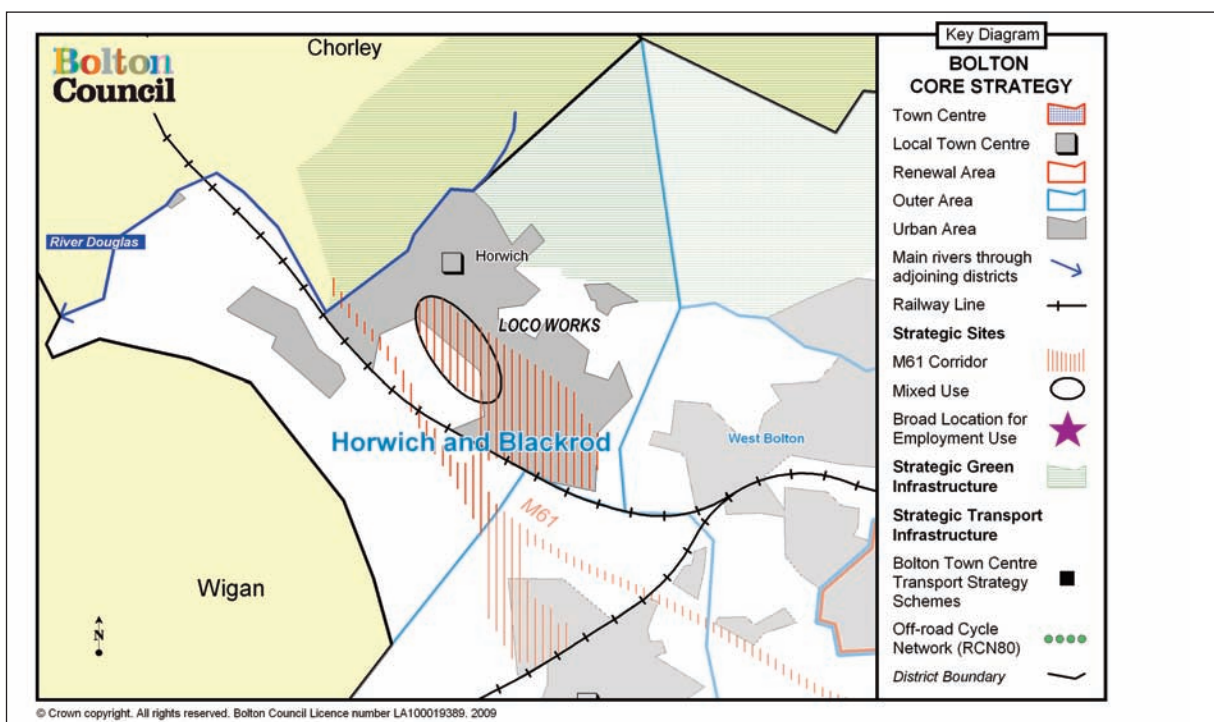 Bolton
Council
Chorley
River Douglas
Horwich
LOCO WORKS
Horwich and Blackrod
West Bolton
M61
Wigan
N
Key Diagram
BOLTON
CORE STRATEGY
Town Centre
Local Town Centre
Renewal Area
Outer Area
Urban Area
Main rivers through
adjoining districts
Railway Line
Strategic Sites
M61 Corridor
Mixed Use
Broad Location for
Employment Use
Strategic Green
Infrastructure
Strategic Transport
Infrastructure
Bolton Town Centre
Transport Strategy
Schemes
Off-road Cycle
Network (RCN80)
District Boundary
© Crown copyright. All rights reserved. Bolton Council Licence number LA100019389. 2009